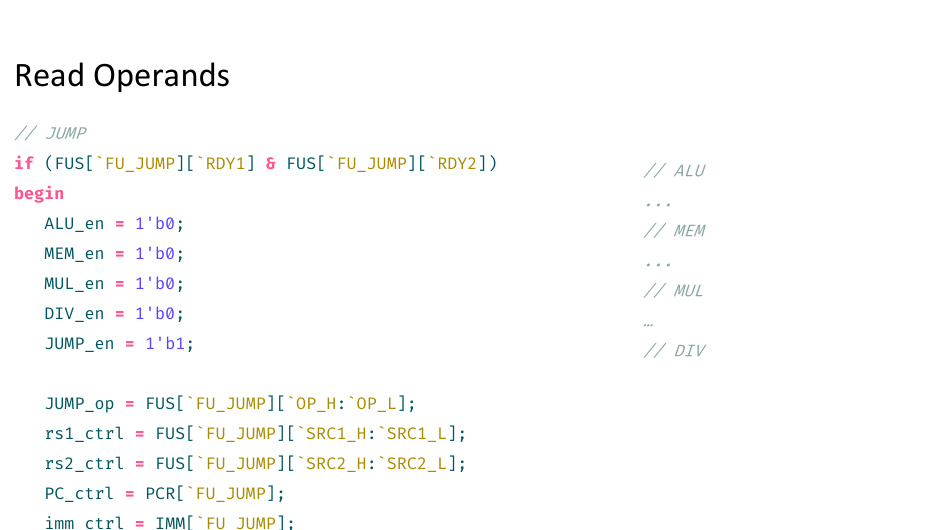 Read Operands
// JUMP
if (FUS[`FU_JUMP][`RDY1] & FUS[`FU_JUMP][`RDY2])
begin
ALU_en = 1'b0;
MEM_en = 1'b0;
MUL_en = 1'b0;
DIV_en = 1'b0;
JUMP_en = 1'b1;
JUMP_op = FUS[`FU_JUMP][`OP_H:`OP_L];
rs1_ctrl = FUS[`FU_JUMP][`SRC1_H:`SRC1_L];
rs2_ctrl = FUS[`FU_JUMP][`SRC2_H:`SRC2_L];
PC_ctrl = PCR[`FU_JUMP];
imm_ctrl = IMM[`FU_JUMP];
// ALU
...
// MEM
...
// MUL
…
// DIV